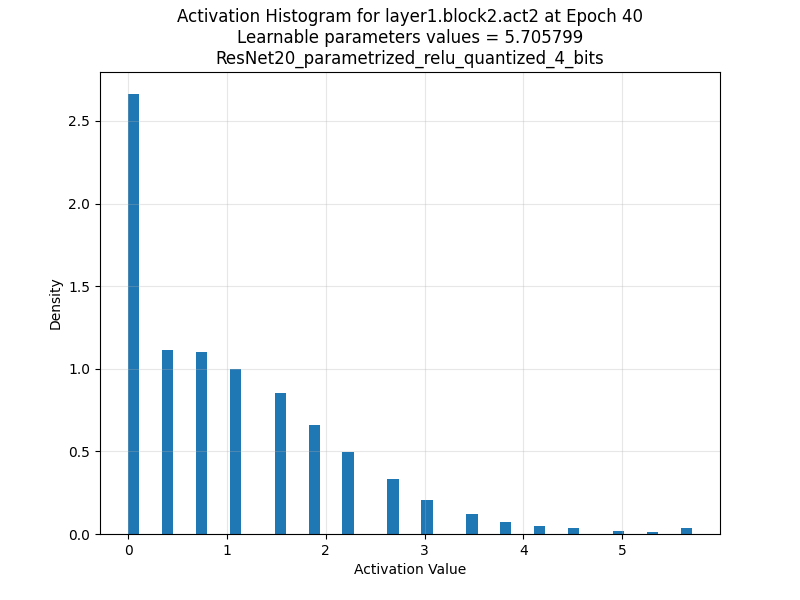 Activation Histogram for layer1.block2.act2 at Epoch 40
Learnable parameters values = 5.705799
ResNet20_parametrized_relu_quantized_4_bits
Density
2.5
2.0
1.5
1.0
0.5
0.0
0 1 2 3 4 5
Activation Value